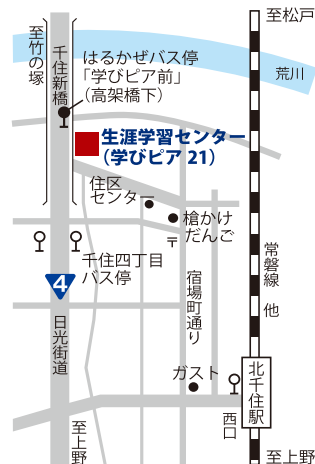 至松戸
至竹の塚
千住新橋
はるかぜバス停
「学びピア前」
（高架橋下）
荒川
生涯学習センター
（学びピア21）
住区
センター
槍かけ
だんご
〒
千住四丁目
バス停
4
日光街道
宿場町通り
常磐線 他
ガスト
北千住駅
西口
至上野
至上野